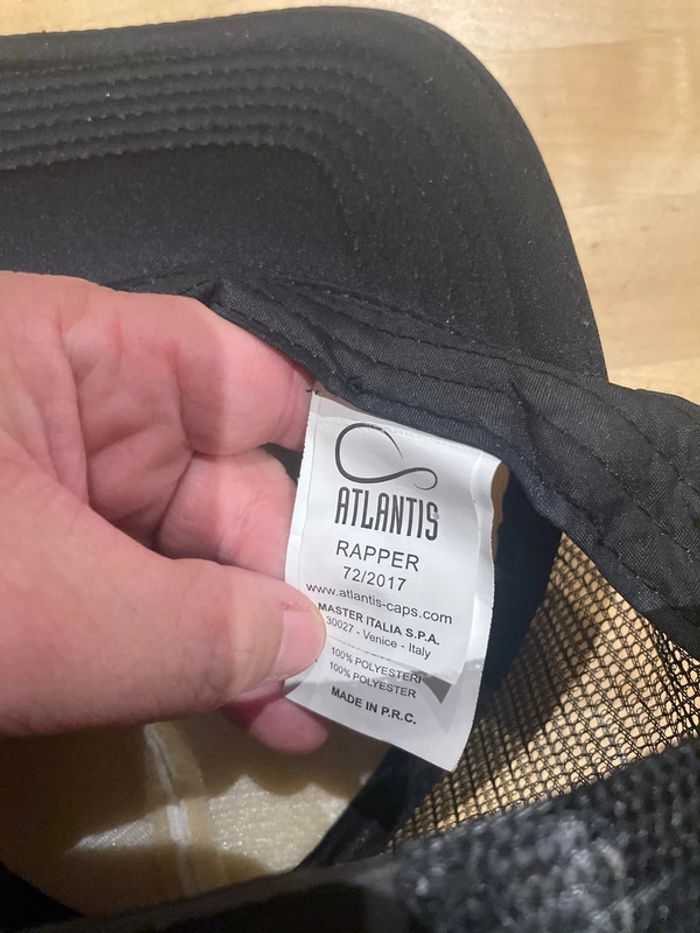 ATLANTIS
RAPPER
72/2017
www.atlantis-caps.com
MASTER ITALIA S.P.A.
30027 - Venice - Italy
100% POLYESTERI
100% POLYESTER
MADE IN P.R.C.